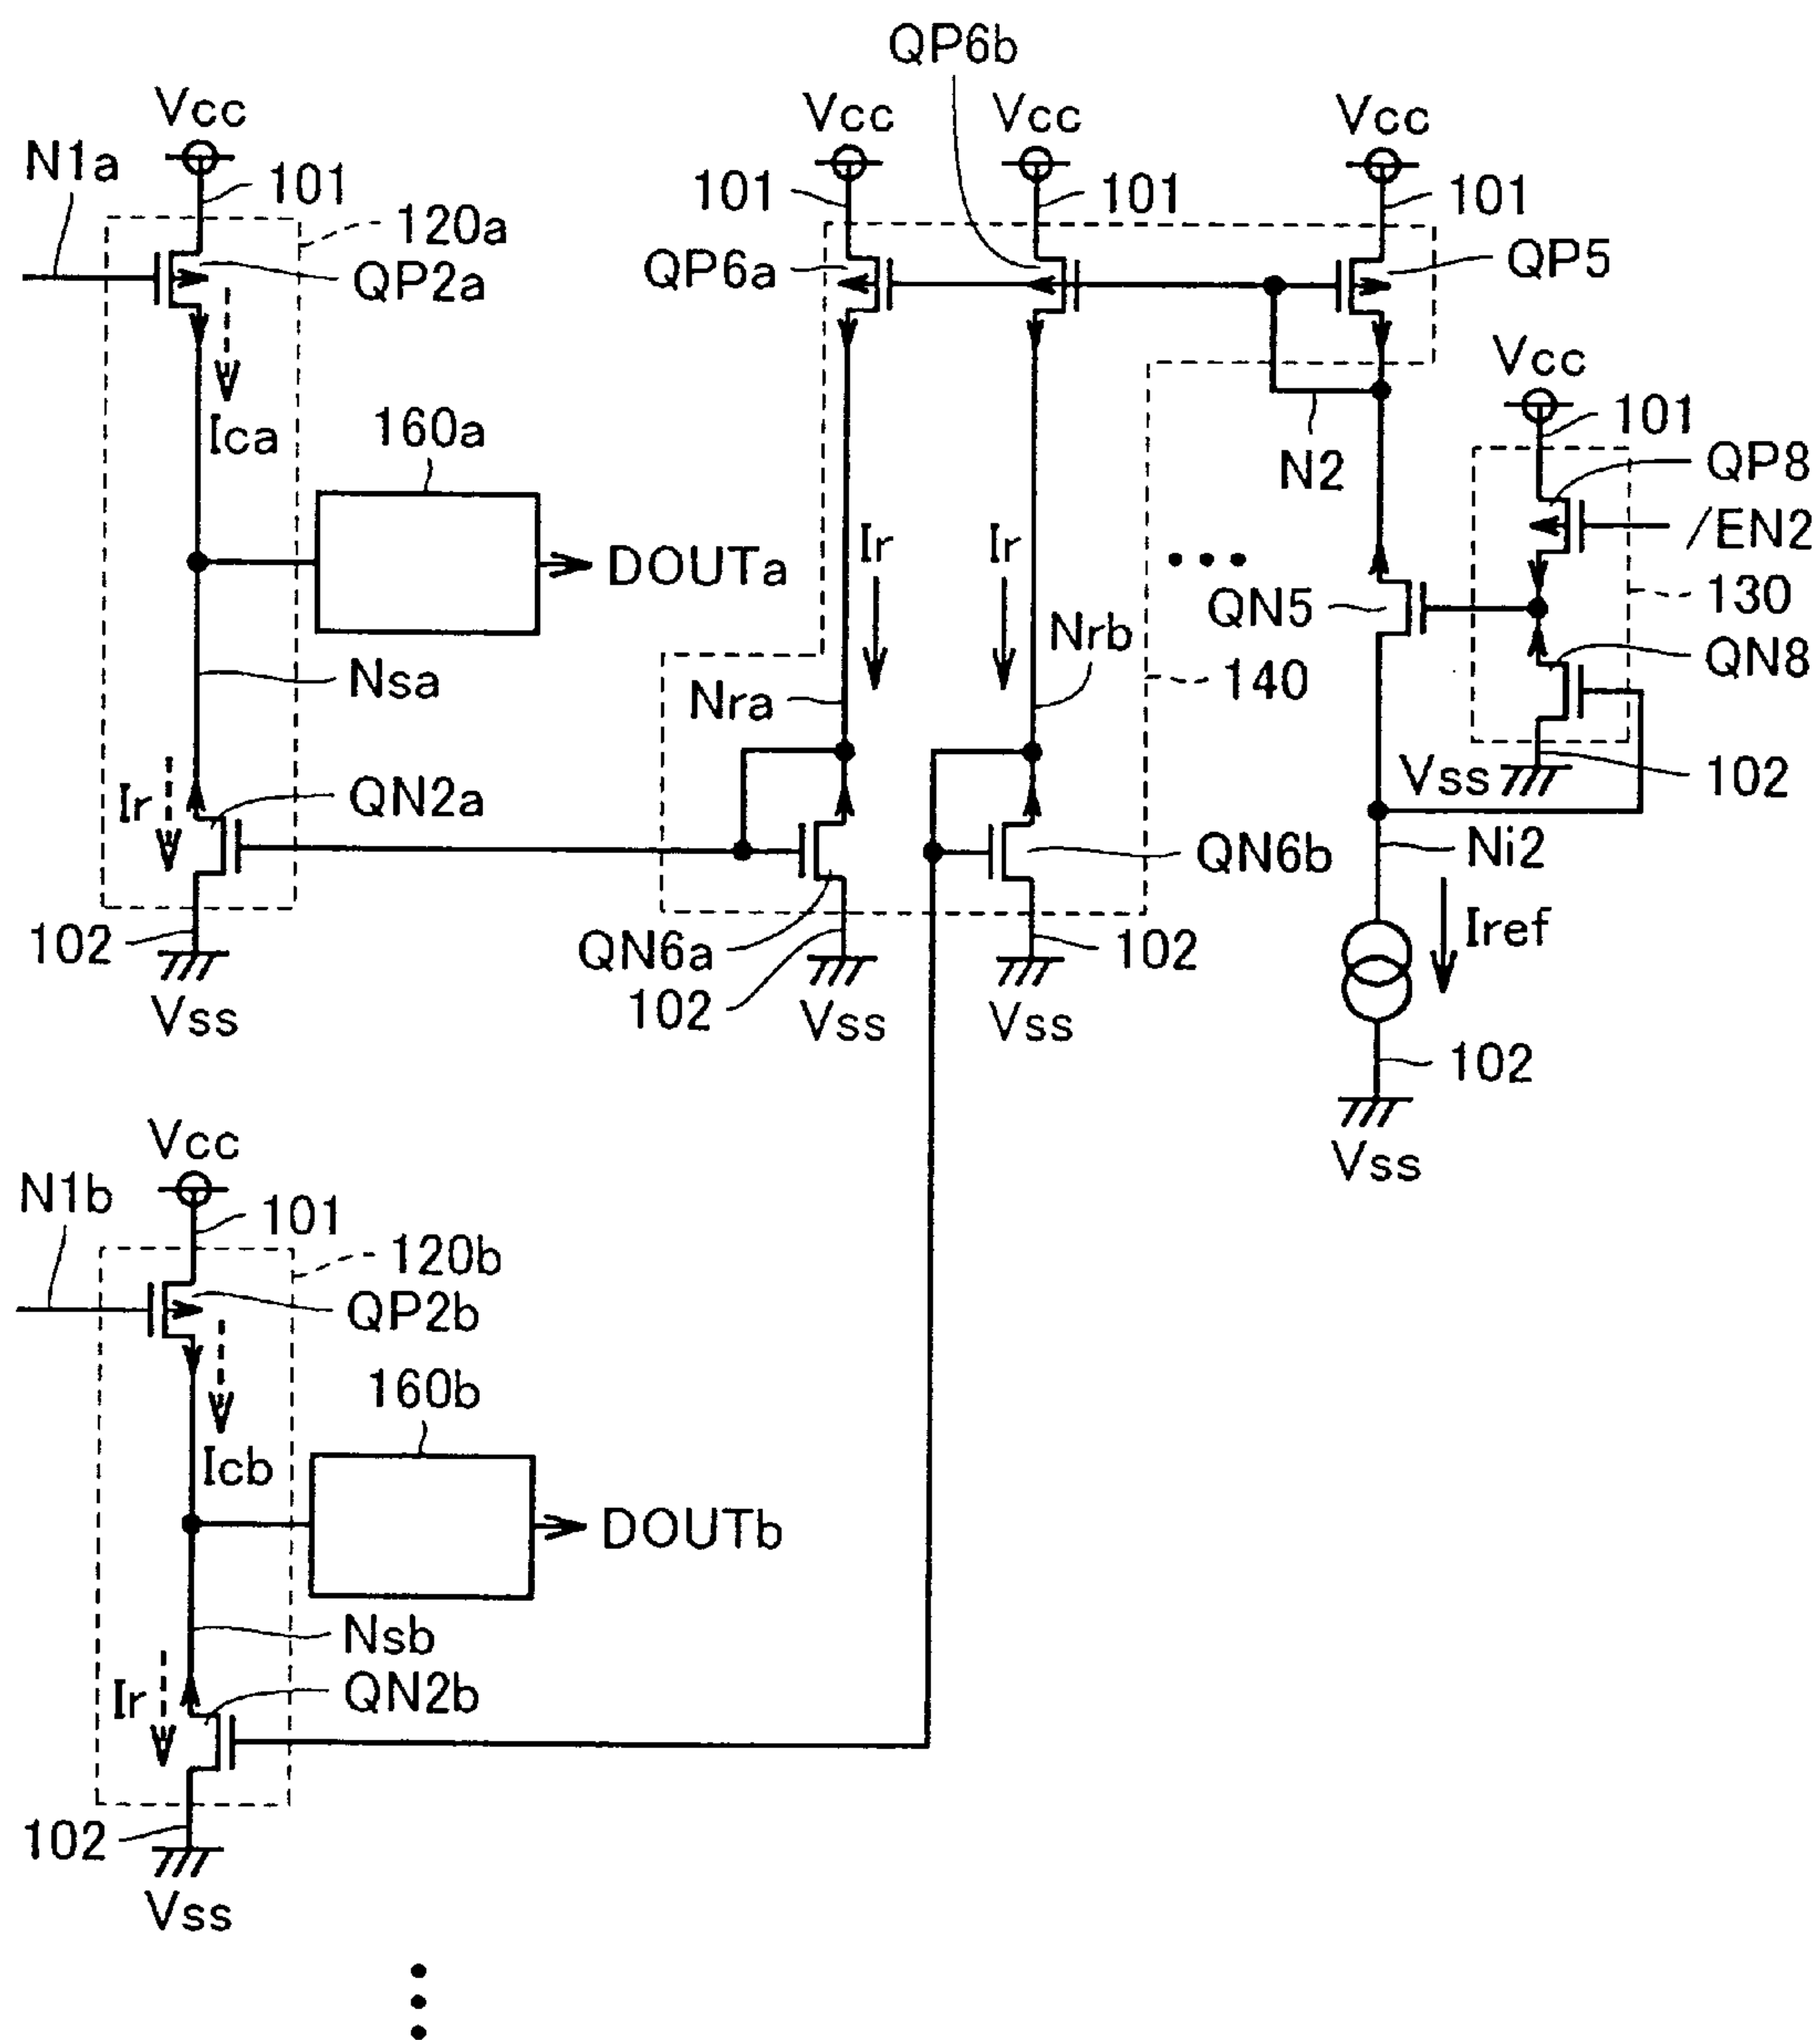 QP6b
Vcc
Vcc
Vcc
Vcc
N1a
101
101
101
101
120a
QP2a
QP6a
QP5
Vcc
Ica
160a
101
N2
QP8
Ir
Ir
/EN2
DOUTa
QN5
130
Nrb
QN8
Nsa
Nra
140
Vss
102
Ir
QN2a
Ni2
QN6b
Iref
102
QN6a
102
102
Vss
Vss
Vss
102
Vcc
Vss
N1b
101
120b
QP2b
160b
Icb
DOUTb
Nsb
Ir
QN2b
102
Vss